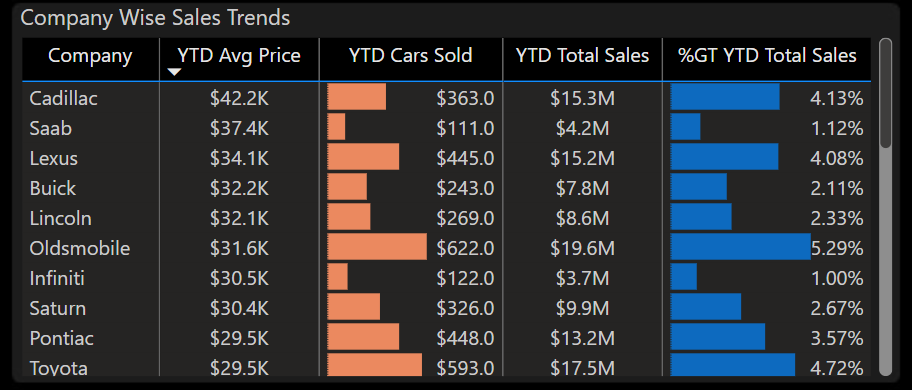 Company Wise Sales Trends
Company YTD Avg Price YTD Cars Sold YTD Total Sales %GT YTD Total Sales
Cadillac $42.2K $363.0 $15.3M 4.13%
Saab $37.4K $111.0 $4.2M 1.12%
Lexus $34.1K $445.0 $15.2M 4.08%
Buick $32.2K $243.0 $7.8M 2.11%
Lincoln $32.1K $269.0 $8.6M 2.33%
Oldsmobile $31.6K $622.0 $19.6M 5.29%
Infiniti $30.5K $122.0 $3.7M 1.00%
Saturn $30.4K $326.0 $9.9M 2.67%
Pontiac $29.5K $448.0 $13.2M 3.57%
Toyota $29.5K $593.0 $17.5M 4.72%